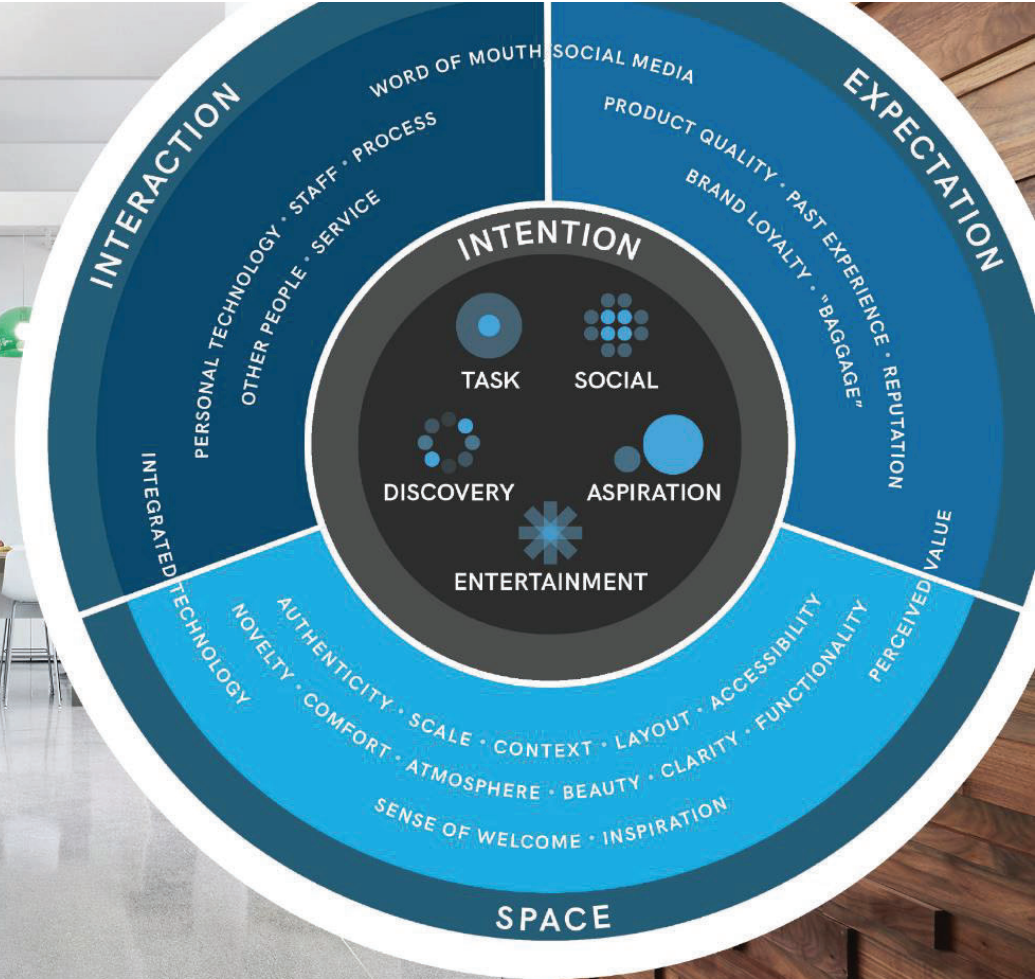 INTERACTION
EXPECTATION
WORD OF MOUTH SOCIAL MEDIA
PERSONAL TECHNOLOGY • STAFF • PROCESS
OTHER PEOPLE • SERVICE
PRODUCT QUALITY • PAST EXPERIENCE • REPUTATION
BRAND LOYALTY • "BAGGAGE"
INTENTION
TASK
SOCIAL
DISCOVERY
ASPIRATION
ENTERTAINMENT
INTEGRATED TECHNOLOGY
PERCEIVED VALUE
AUTHENTICITY • SCALE • CONTEXT • LAYOUT • ACCESSIBILITY
NOVELTY • COMFORT • ATMOSPHERE • BEAUTY • CLARITY • FUNCTIONALITY
SENSE OF WELCOME • INSPIRATION
SPACE